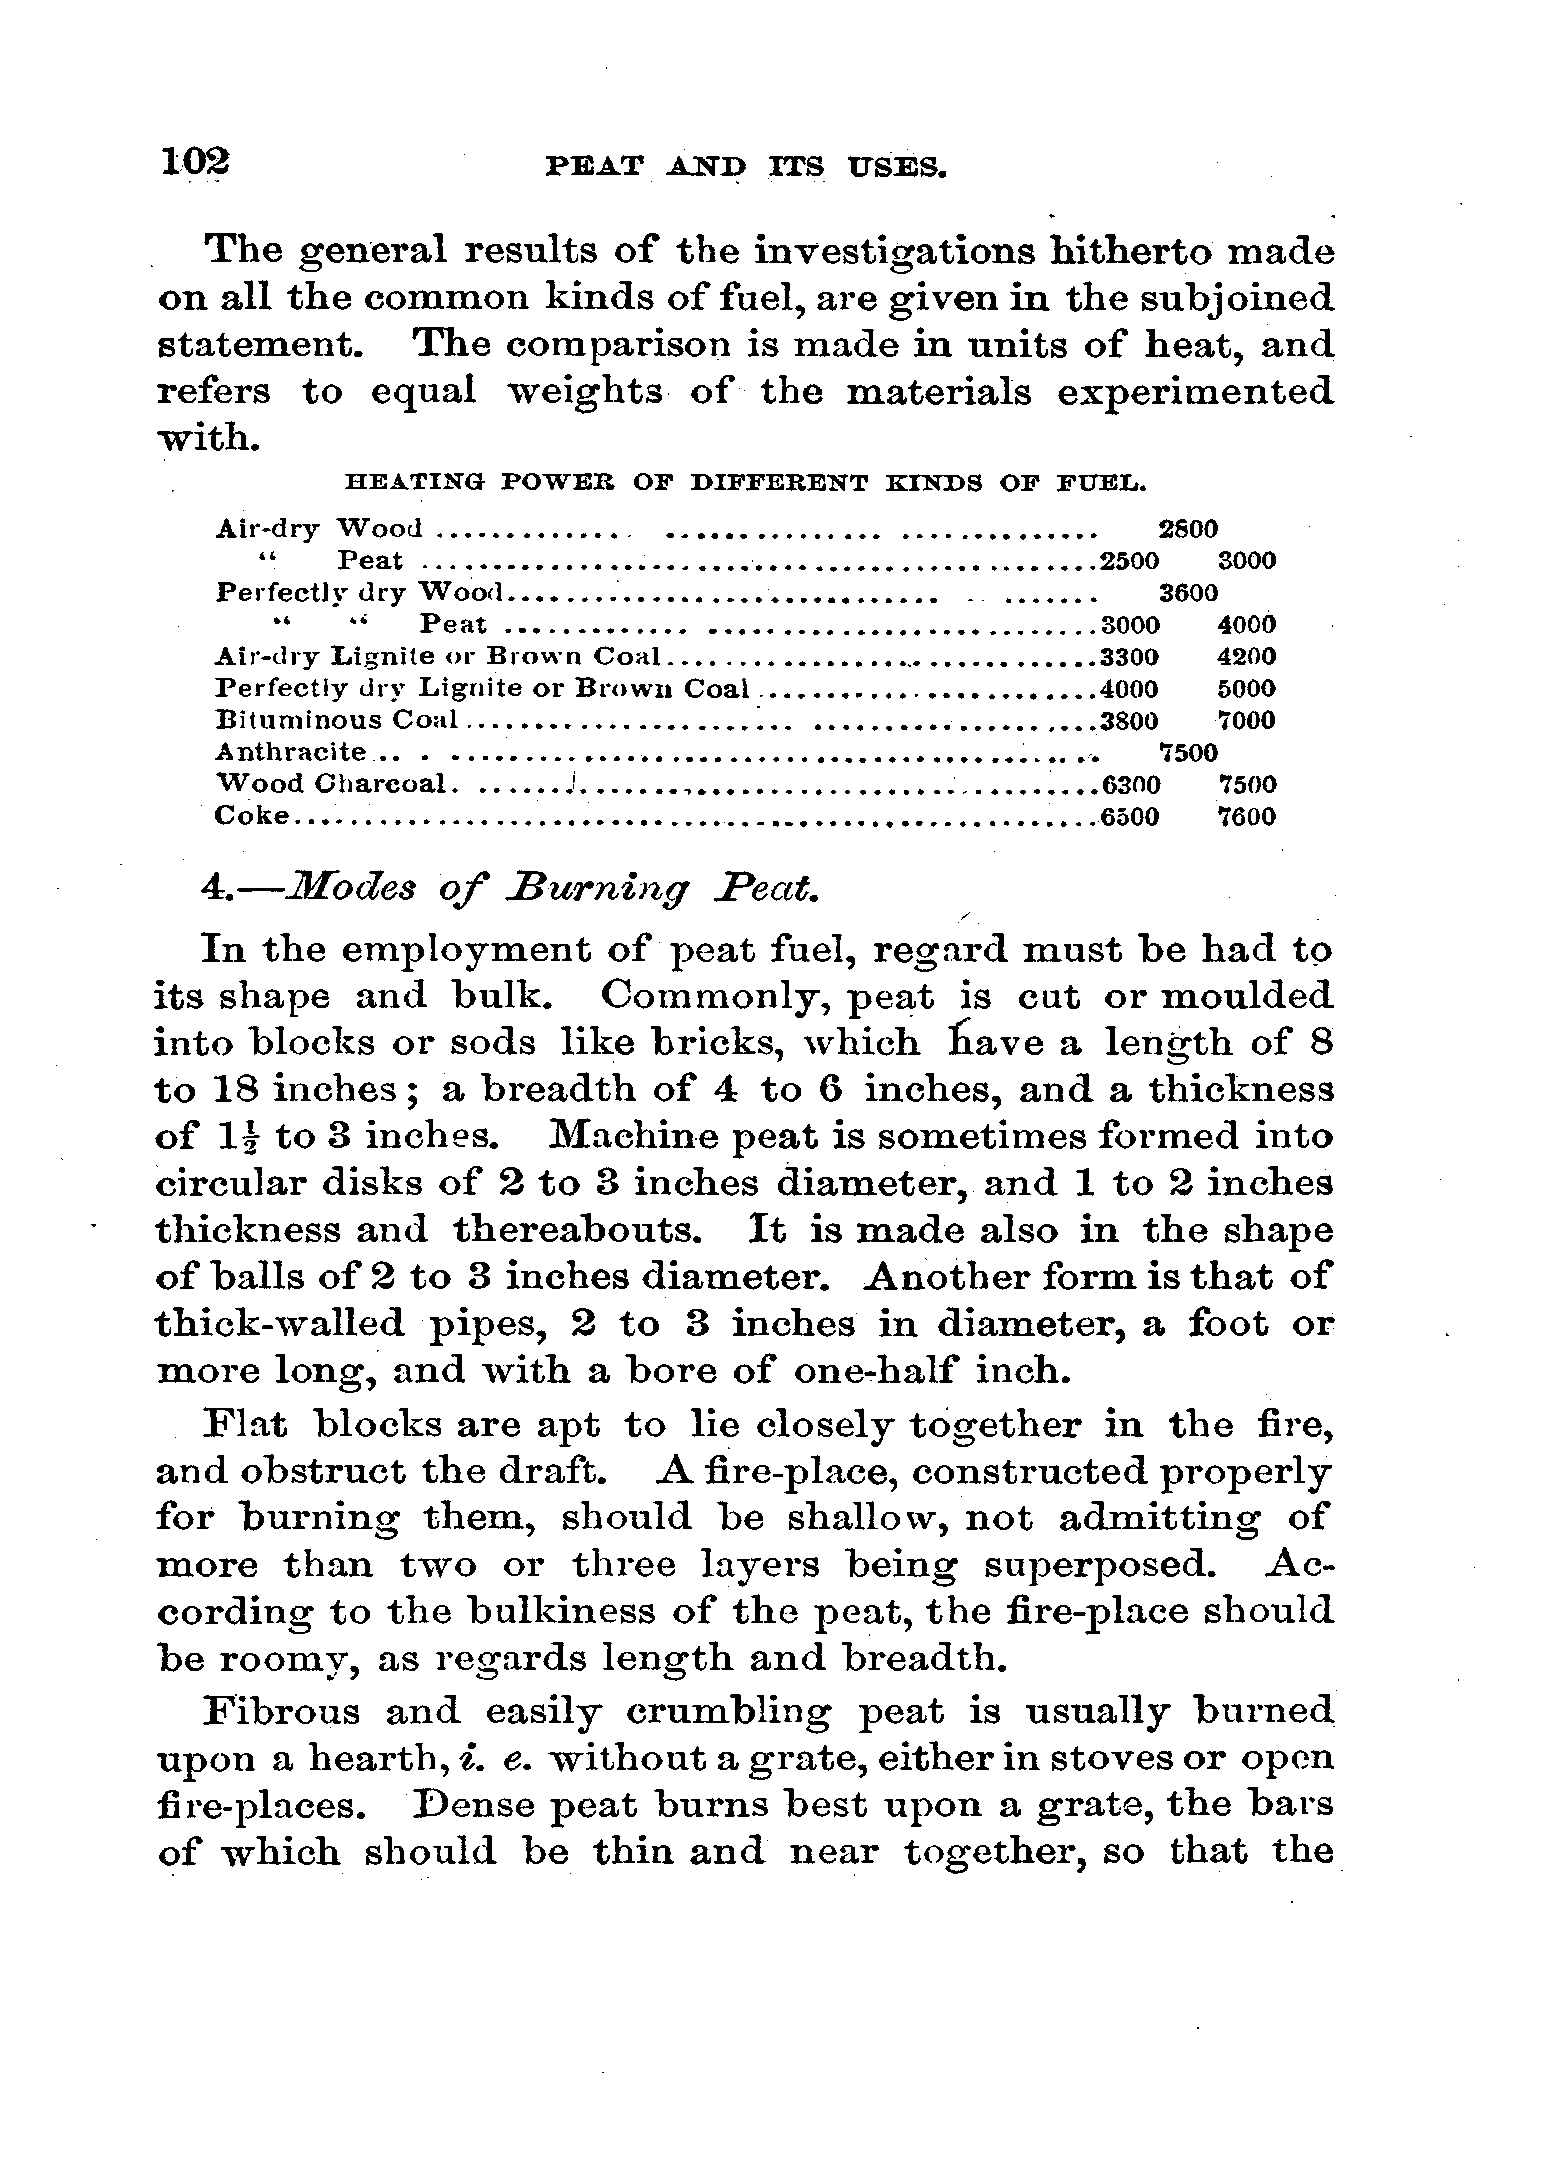 102 PEAT AND ITS USES.
The general results of the investigations hitherto made
on all the common kinds of fuel, are given in the subjoined
statement. The comparison is made in units of heat, and
refers to equal weights of the materials experimented
with.
HEATING POWER OF DIFFERENT KINDS OF FUEL.
Air-dry Wood .............. ............... .............. 2800
“ Peat ................................................2500 3000
Perfectly dry Wood.............................. .. ....... 3600
“ “ Peat ............. ...........................3000 4000
Air-dry Lignite or Brown Coal..............................3300 4200
Perfectly dry Lignite or Brown Coal........................4000 5000
Bituminous Coal....................... ....................3800 7000
Anthracite... . ............................................. 7500
Wood Charcoal. ............................................6300 7500
Coke.......................................................6500 7600
4.—Modes of Burning Peat.
In the employment of peat fuel, regard must be had to
its shape and bulk. Commonly, peat is cut or moulded
into blocks or sods like bricks, which have a length of 8
to 18 inches; a breadth of 4 to 6 inches, and a thickness
of 1½ to 3 inches. Machine peat is sometimes formed into
circular disks of 2 to 3 inches diameter, and 1 to 2 inches
thickness and thereabouts. It is made also in the shape
of balls of 2 to 3 inches diameter. Another form is that of
thick-walled pipes, 2 to 3 inches in diameter, a foot or
more long, and with a bore of one-half inch.
Flat blocks are apt to lie closely together in the fire,
and obstruct the draft. A fire-place, constructed properly
for burning them, should be shallow, not admitting of
more than two or three layers being superposed. Ac-
cording to the bulkiness of the peat, the fire-place should
be roomy, as regards length and breadth.
Fibrous and easily crumbling peat is usually burned
upon a hearth, i. e. without a grate, either in stoves or open
fire-places. Dense peat burns best upon a grate, the bars
of which should be thin and near together, so that the